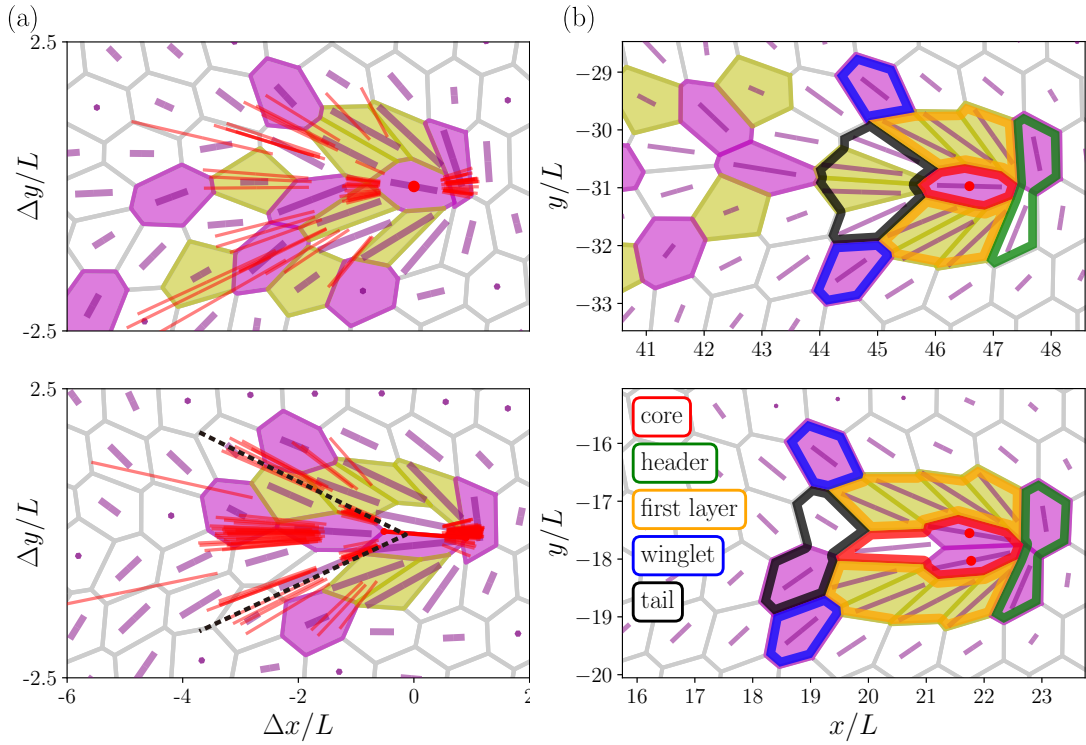 (a)
(b)
2.5
Δy/L
-2.5
y/L
−29
−30
−31
−32
−33
41 42 43 44 45 46 47 48
2.5
Δy/L
-2.5
-6 -4 -2 0 2
Δx/L
y/L
−16
−17
−18
−19
−20
core
header
first layer
winglet
tail
16 17 18 19 20 21 22 23
x/L